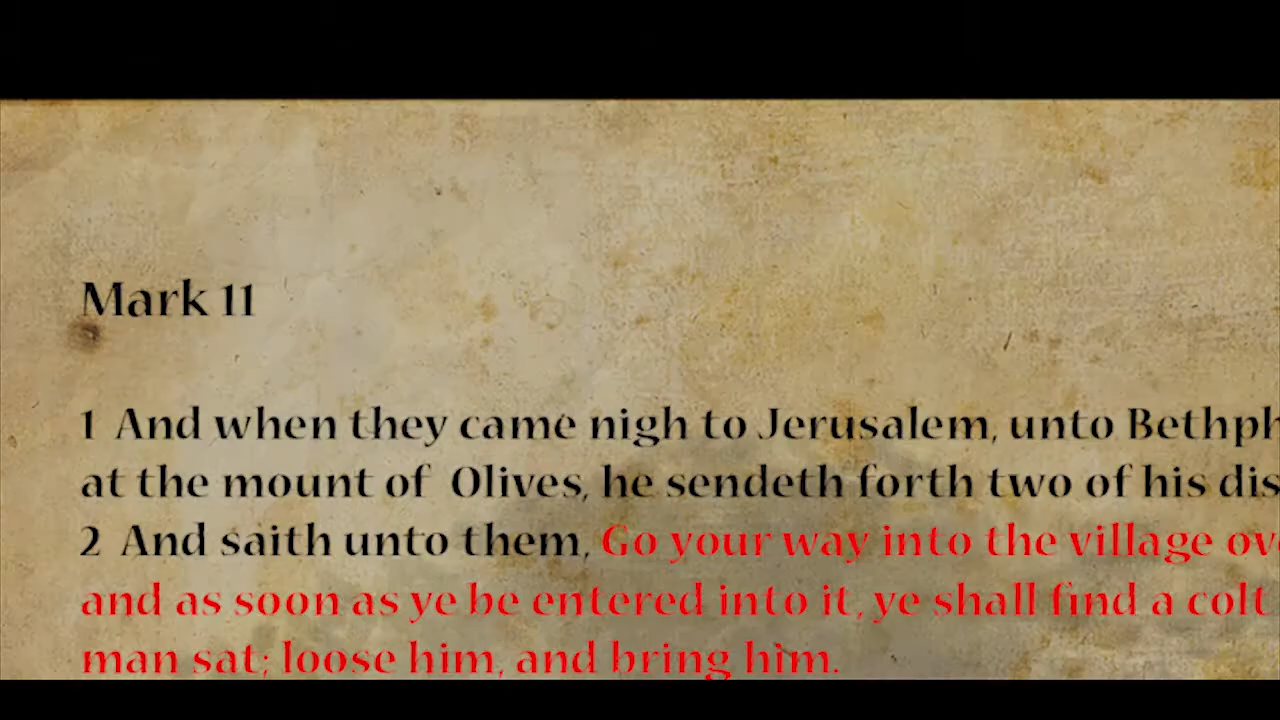 Mark 11
1 And when they came nigh to Jerusalem, unto
at the mount of Olives, he sendeth forth two of his
2 And saith unto them, Go your way into the village
and as soon as ye be entered into it, ye shall find a colt
man sat; loose him, and bring him.